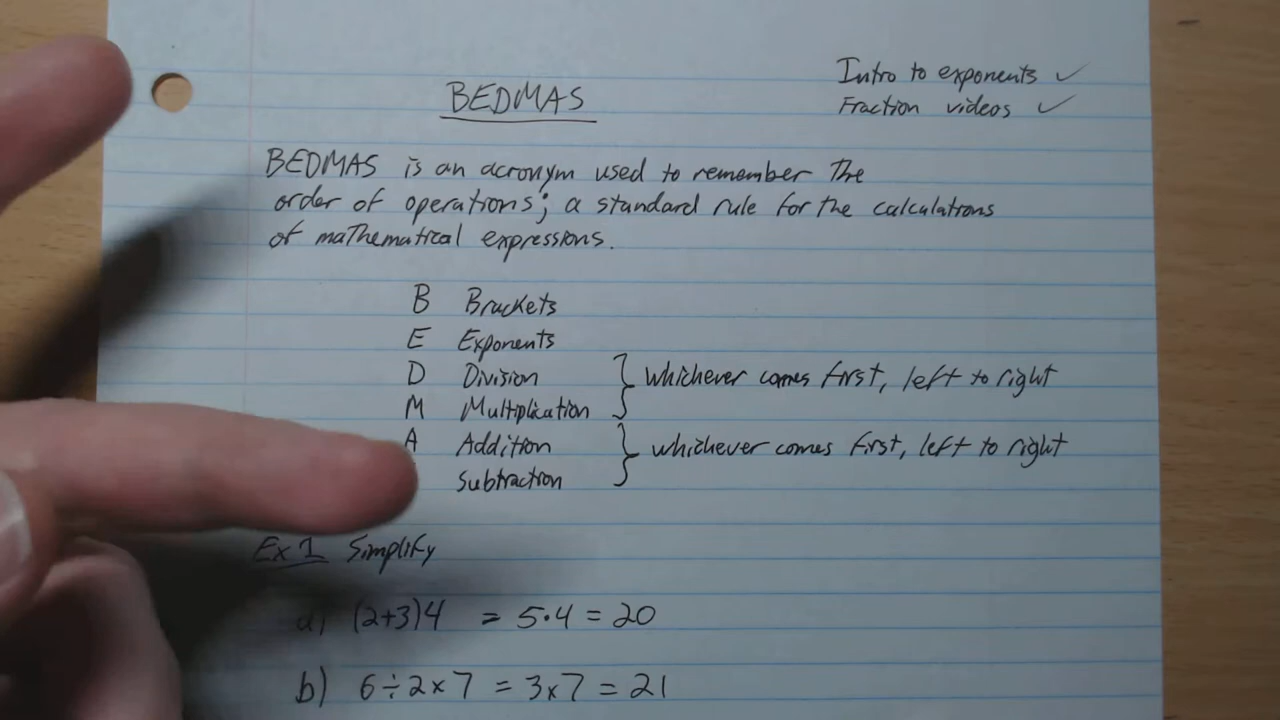 BEDMAS
Intro to exponents ✓
Fraction videos ✓
BEDMAS is an acronym used to remember the
order of operations; a standard rule for the calculations
of mathematical expressions.
B Brackets
E Exponents
D Division } whichever comes first, left to right
M Multiplication
A Addition } whichever comes first, left to right
Subtraction
Ex 1 Simplify
a) (2+3)4 = 5·4 = 20
b) 6÷2×7 = 3×7 = 21